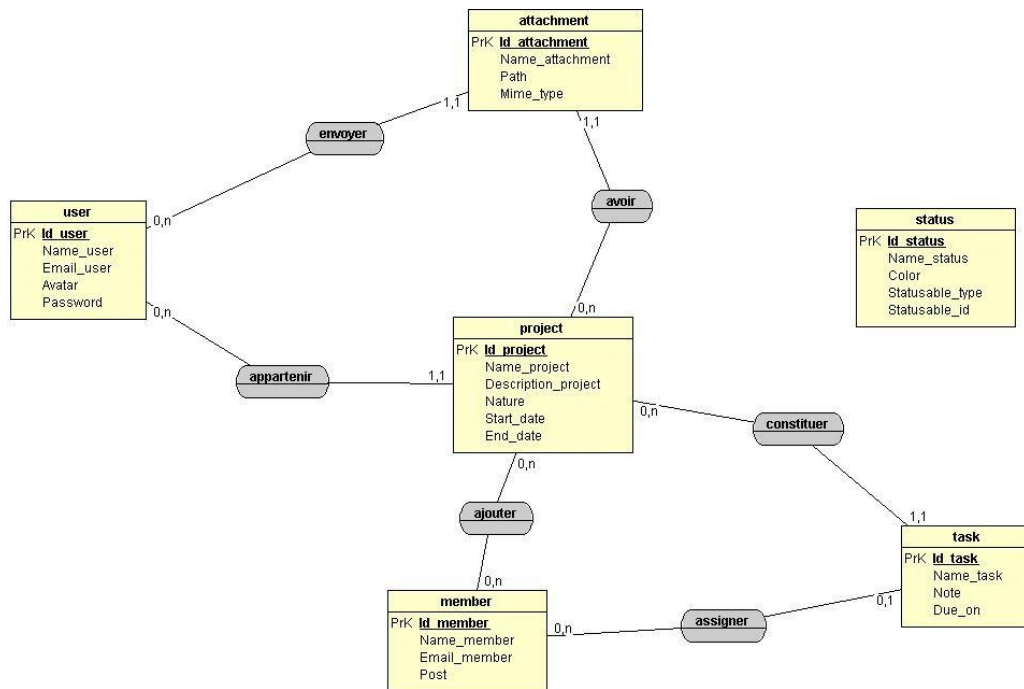 attachment
PrK Id_attachment
Name_attachment
Path
Mime_type
1,1
1,1
envoyer
avoir
user
PrK Id_user
Name_user
Email_user
Avatar
Password
0,n
0,n
status
PrK Id_status
Name_status
Color
Statusable_type
Statusable_id
0,n
project
PrK Id_project
Name_project
Description_project
Nature
Start_date
End_date
appartenir
1,1
0,n
constituer
0,n
ajouter
1,1
task
PrK Id_task
Name_task
Note
Due_on
0,n
member
PrK Id_member
Name_member
Email_member
Post
0,n
assigner
0,1